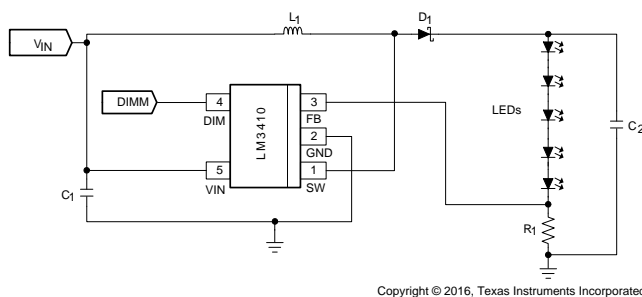 L1
D1
VIN
DIMM
4
3
LEDs
DIM
LM3410
FB
2
C2
GND
5
1
C1
VIN
SW
R1
Copyright © 2016, Texas Instruments Incorporated